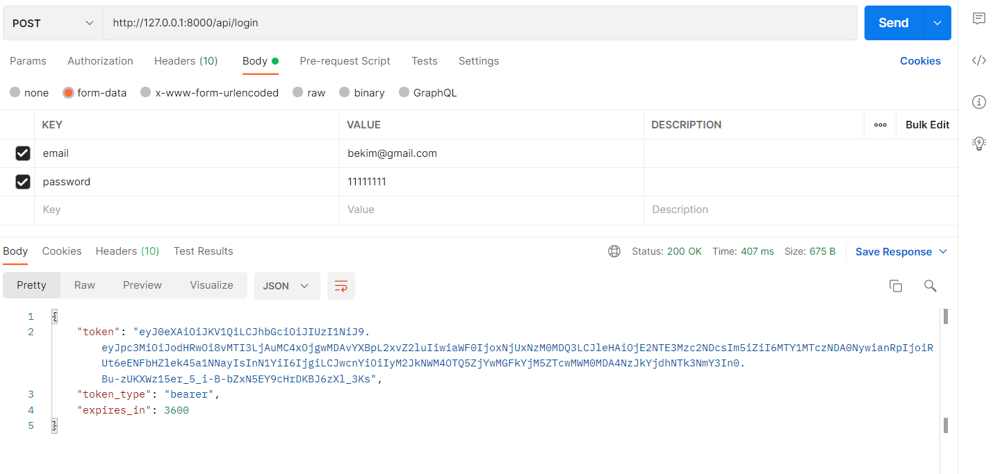 POST http://127.0.0.1:8000/api/login Send
Params Authorization Headers (10) Body Pre-request Script Tests Settings Cookies
none form-data x-www-form-urlencoded raw binary GraphQL
KEY VALUE DESCRIPTION ooo Bulk Edit
email bekim@gmail.com
password 11111111
Key Value Description
Body Cookies Headers (10) Test Results Status: 200 OK Time: 407 ms Size: 675 B Save Response
Pretty Raw Preview Visualize JSON
1 {
2 "token": "eyJ0eXAiOiJKV1QiLCJhbGciOiJIUzI1NiJ9.
eyJpc3MiOiJodHRwOi8vMTI3LjAuMC4xOjgwMDAvYXBpL2xvZ2luIiwiaWF0IjoxNjUxNzM0MDQ3LCJleHAiOjE2NTE3Mzc2NDcsIm5iZiI6MTY1MTczNDA0NywianRpIjoiR
Ut6eENFbHZlek45a1NNayIsInN1YiI6IjgiLCJwcnYiOiIyM2JkNWM4OTQ5ZjYwMGFkYjM5ZTcwMWM0MDA4NzJkYjdhNTk3NmY3In0.
Bu-zUKXWz15er_5_i-B-bZxN5EY9cHrDKBJ6zXl_3Ks",
3 "token_type": "bearer",
4 "expires_in": 3600
5 }